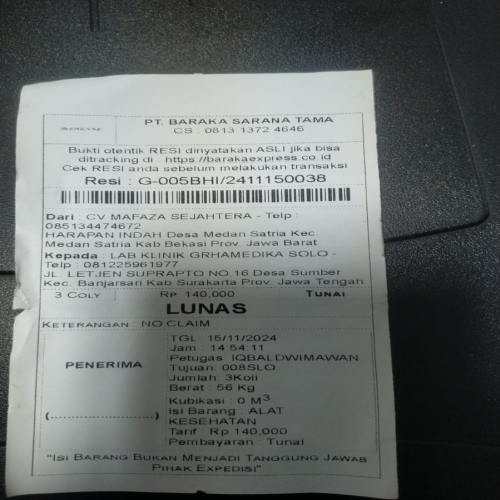 PT. BARAKA SARANA TAMA
CS : 0813 1372 4646
Bukti otentik RESI dinyatakan ASLI jika bisa
ditracking di : https://barakaexpress.co.id
Cek RESI anda sebelum melakukan transaksi
Resi : G-005BHI/2411150038
Dari : CV MAFAZA SEJAHTERA - Telp :
085134474672
HARAPAN INDAH Desa Medan Satria Kec
Medan Satria Kab Bekasi Prov. Jawa Barat
Kepada : LAB KLINIK GRHAMEDIKA SOLO -
Telp : 081225961977
JL. LETJEN SUPRAPTO NO.16 Desa Sumber
Kec. Banjarsari Kab Surakarta Prov. Jawa Tengah
3 COLY Rp 140,000 TUNAI
LUNAS
KETERANGAN : NO CLAIM
PENERIMA
(..................)
TGL: 15/11/2024
Jam : 14:54:11
Petugas: IQBALDWIMAWAN
Tujuan: 008SLO
Jumlah: 3Koli
Berat : 56 Kg
Kubikasi : 0 M³
Isi Barang : ALAT
KESEHATAN
Tarif : Rp 140,000
Pembayaran : Tunai
"ISI BARANG BUKAN MENJADI TANGGUNG JAWAB
PIHAK EXPEDISI"